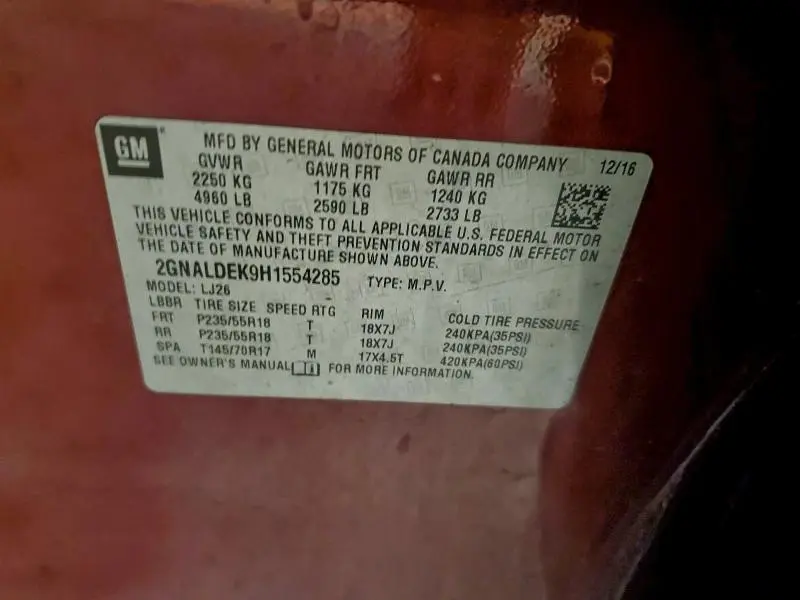 GM
MFD BY GENERAL MOTORS OF CANADA COMPANY 12/16
GVWR GAWR FRT GAWR RR
2250 KG 1175 KG 1240 KG
4960 LB 2590 LB 2733 LB
THIS VEHICLE CONFORMS TO ALL APPLICABLE U.S. FEDERAL MOTOR
VEHICLE SAFETY AND THEFT PREVENTION STANDARDS IN EFFECT ON
THE DATE OF MANUFACTURE SHOWN ABOVE.
2GNALDEK9H1554285 TYPE: M.P.V.
MODEL: LJ26
LBBR TIRE SIZE SPEED RTG RIM COLD TIRE PRESSURE
FRT P235/55R18 T 18X7J 240KPA(35PSI)
RR P235/55R18 T 18X7J 240KPA(35PSI)
SPA T145/70R17 M 17X4.5T 420KPA(60PSI)
SEE OWNER'S MANUAL FOR MORE INFORMATION.